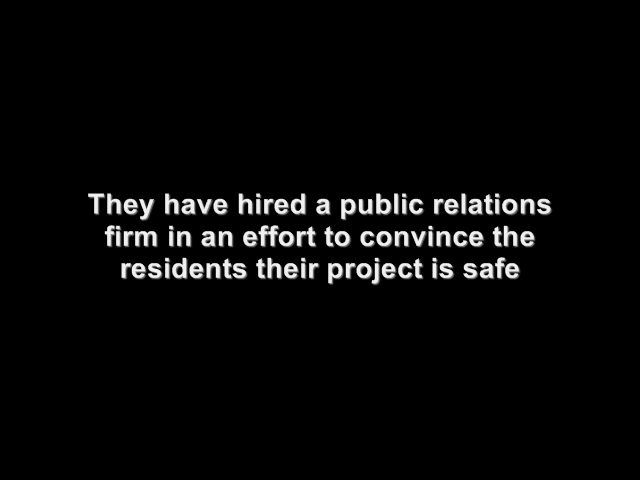 They have hired a public relations
firm in an effort to convince the
residents their project is safe